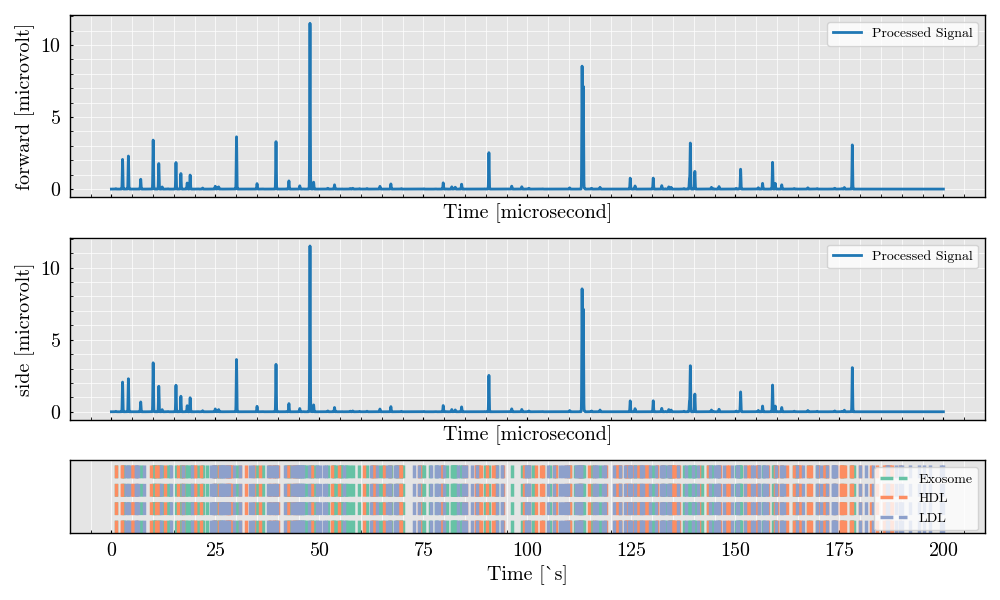 forward [microvolt]
10
5
0
Processed Signal
Time [microsecond]
side [microvolt]
10
5
0
Processed Signal
Time [microsecond]
Exosome
HDL
LDL
0 25 50 75 100 125 150 175 200
Time [`s]